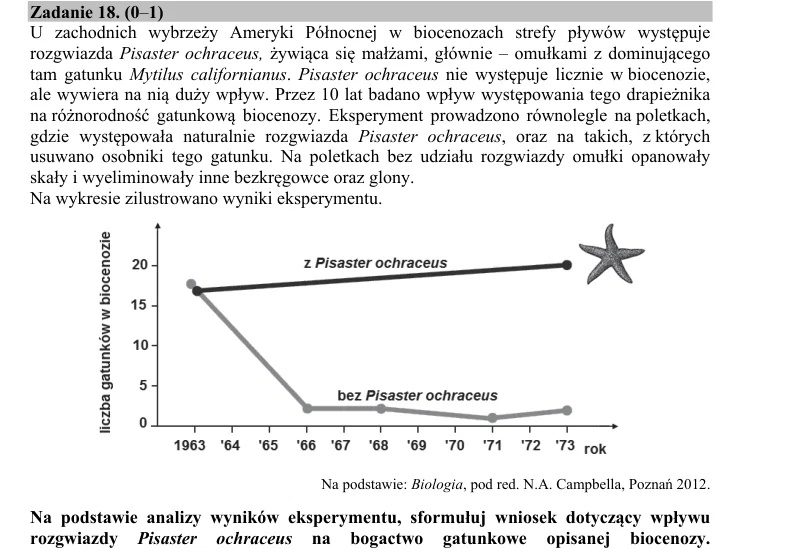 Zadanie 18. (0–1)
U zachodnich wybrzeży Ameryki Północnej w biocenozach strefy pływów występuje
rozgwiazda Pisaster ochraceus, żywiąca się małżami, głównie – omułkami z dominującego
tam gatunku Mytilus californianus. Pisaster ochraceus nie występuje licznie w biocenozie,
ale wywiera na nią duży wpływ. Przez 10 lat badano wpływ występowania tego drapieżnika
na różnorodność gatunkową biocenozy. Eksperyment prowadzono równolegle na poletkach,
gdzie występowała naturalnie rozgwiazda Pisaster ochraceus, oraz na takich, z których
usuwano osobniki tego gatunku. Na poletkach bez udziału rozgwiazdy omułki opanowały
skały i wyeliminowały inne bezkręgowce oraz glony.
Na wykresie zilustrowano wyniki eksperymentu.
liczba gatunków w biocenozie
20
15
10
5
0
z Pisaster ochraceus
bez Pisaster ochraceus
1963 '64 '65 '66 '67 '68 '69 '70 '71 '72 '73 rok
Na podstawie: Biologia, pod red. N.A. Campbella, Poznań 2012.
Na podstawie analizy wyników eksperymentu, sformułuj wniosek dotyczący wpływu
rozgwiazdy Pisaster ochraceus na bogactwo gatunkowe opisanej biocenozy.